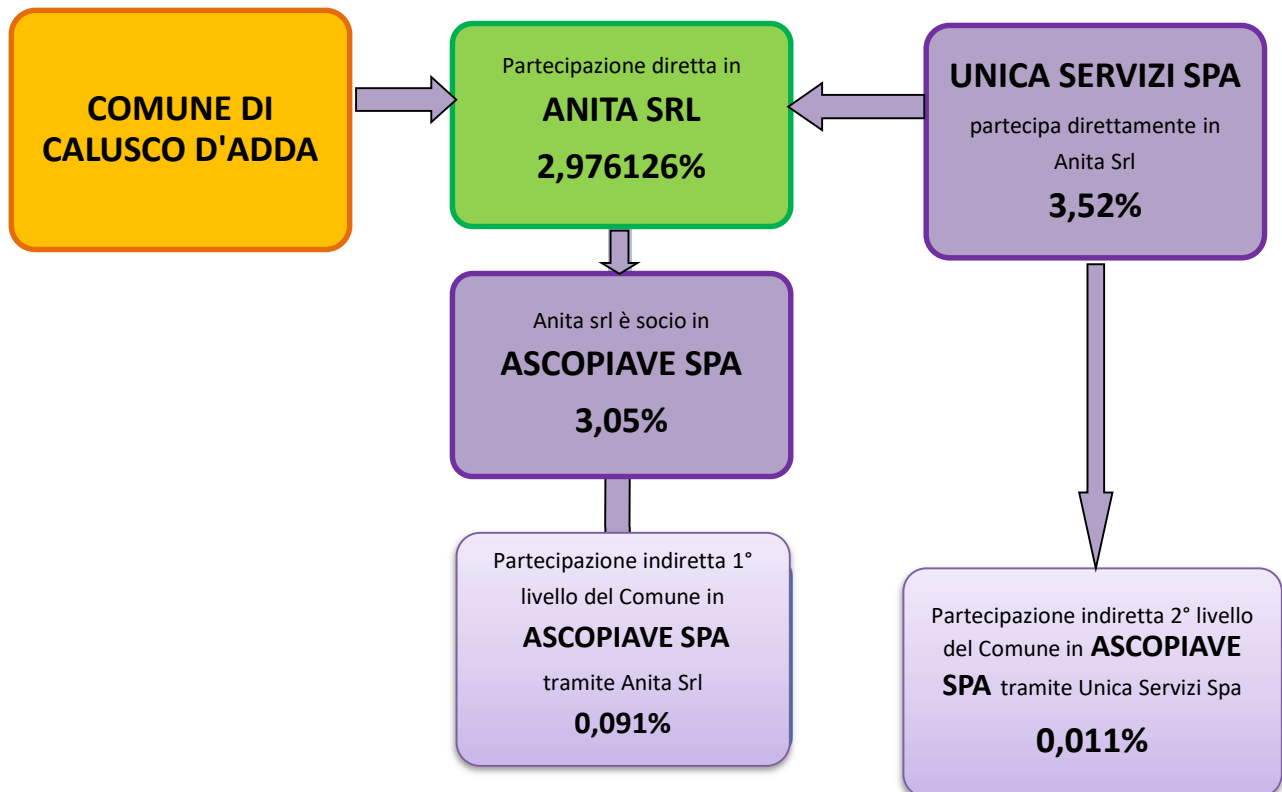 COMUNE DI
CALUSCO D'ADDA
Partecipazione diretta in
ANITA SRL
2,976126%
UNICA SERVIZI SPA
partecipa direttamente in
Anita Srl
3,52%
Anita srl è socio in
ASCOPIAVE SPA
3,05%
Partecipazione indiretta 1°
livello del Comune in
ASCOPIAVE SPA
tramite Anita Srl
0,091%
Partecipazione indiretta 2° livello
del Comune in ASCOPIAVE
SPA tramite Unica Servizi Spa
0,011%